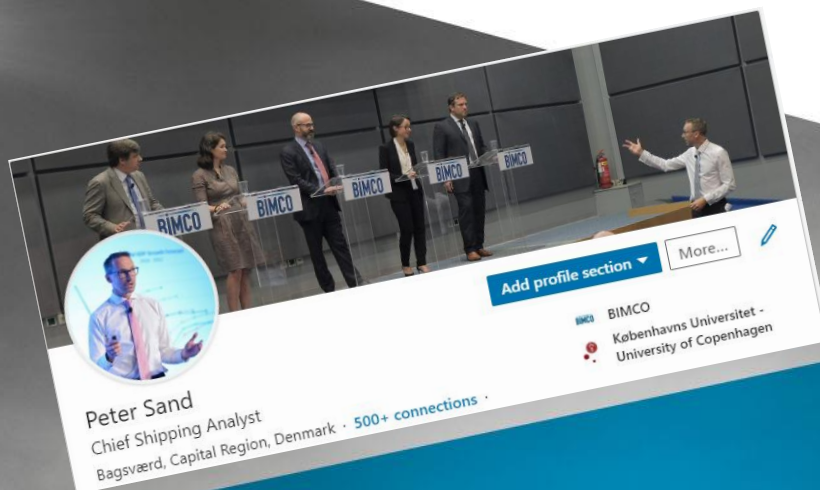 BIMCO
BIMCO
BIMCO
BIMCO
BIMCO
Add profile section
More...
BIMCO
BIMCO
Københavns Universitet -
University of Copenhagen
Peter Sand
Chief Shipping Analyst
Bagsværd, Capital Region, Denmark · 500+ connections ·